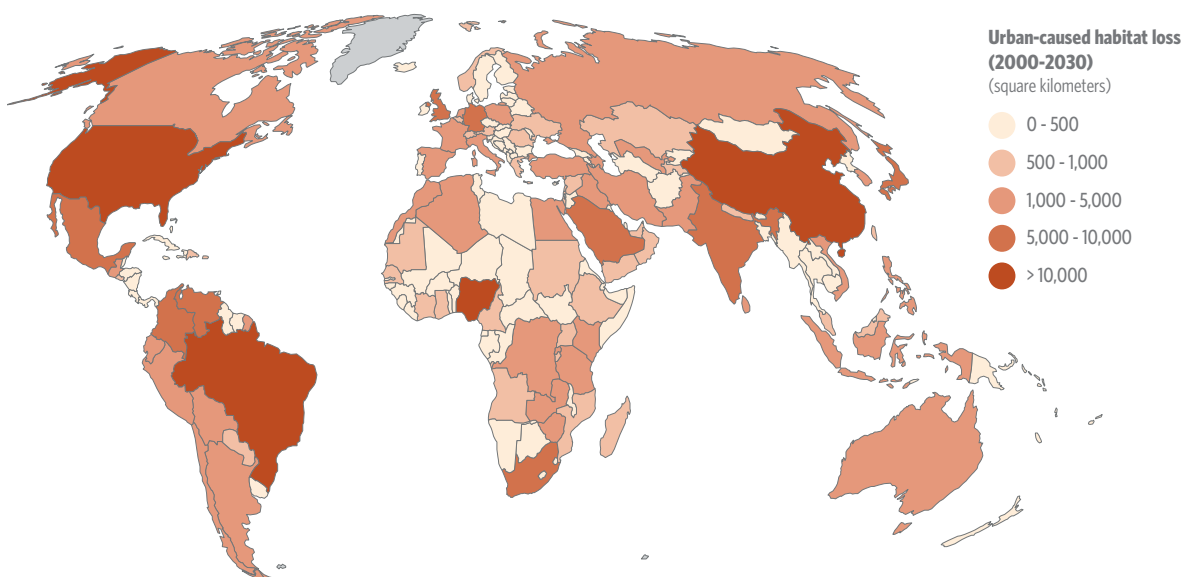 Urban-caused habitat loss
(2000-2030)
(square kilometers)
0 - 500
500 - 1,000
1,000 - 5,000
5,000 - 10,000
> 10,000